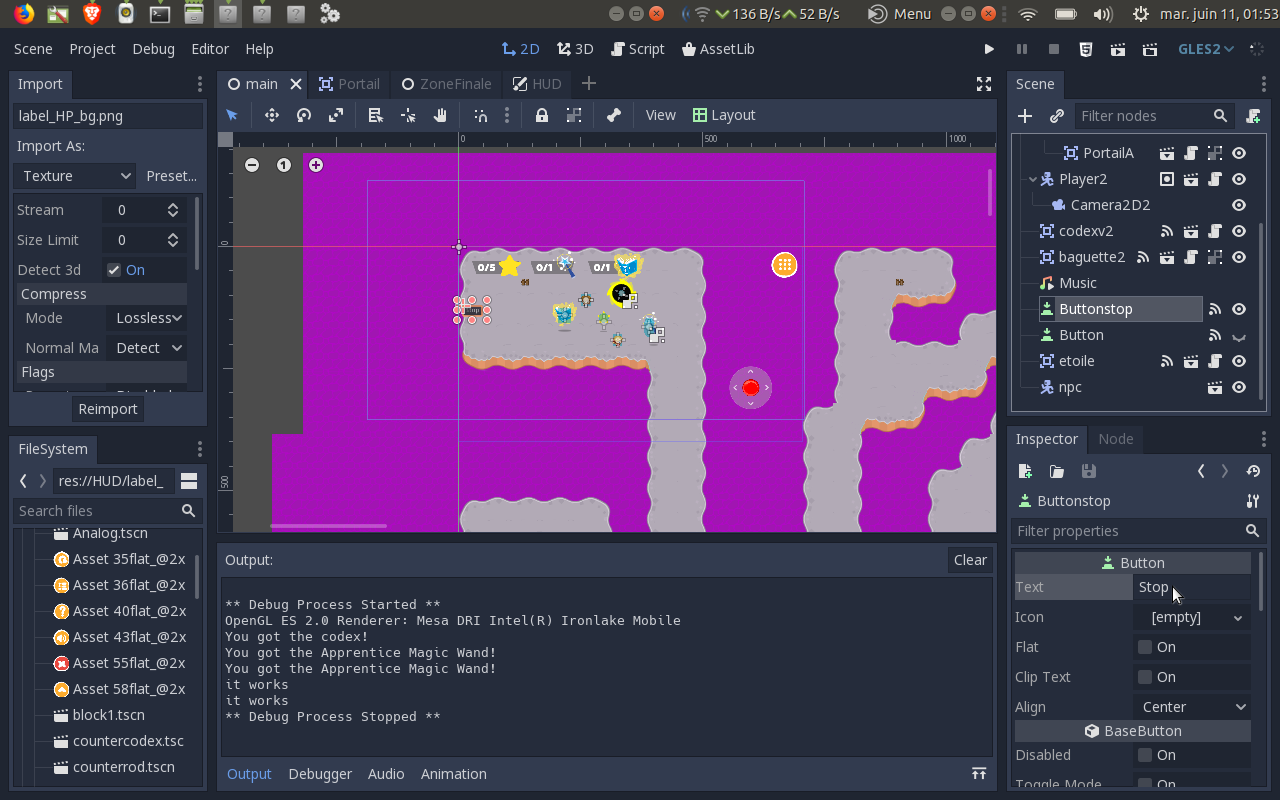 136 B/s 52 B/s Menu mar. juin 11, 01:53
Scene Project Debug Editor Help 2D 3D Script AssetLib GLES2
Import
label_HP_bg.png
Import As:
Texture Preset...
Stream 0
Size Limit 0
Detect 3d On
Compress
Mode Lossless
Normal Ma Detect
Flags
Reimport
FileSystem
res://HUD/label_
Search files
Analog.tscn
Asset 35flat_@2x
Asset 36flat_@2x
Asset 40flat_@2x
Asset 43flat_@2x
Asset 55flat_@2x
Asset 58flat_@2x
block1.tscn
countercodex.tsc
counterrod.tscn
main Portail ZoneFinale HUD
View Layout
0 500 1000
1
0
500
0/5 0/1 0/1
Output: Clear
** Debug Process Started **
OpenGL ES 2.0 Renderer: Mesa DRI Intel(R) Ironlake Mobile
You got the codex!
You got the Apprentice Magic Wand!
You got the Apprentice Magic Wand!
it works
it works
** Debug Process Stopped **
Output Debugger Audio Animation
Scene
Filter nodes
PortailA
Player2
Camera2D2
codexv2
baguette2
Music
Buttonstop
Button
etoile
npc
Inspector Node
Buttonstop
Filter properties
Button
Text Stop
Icon [empty]
Flat On
Clip Text On
Align Center
BaseButton
Disabled On
Toggle Mode On